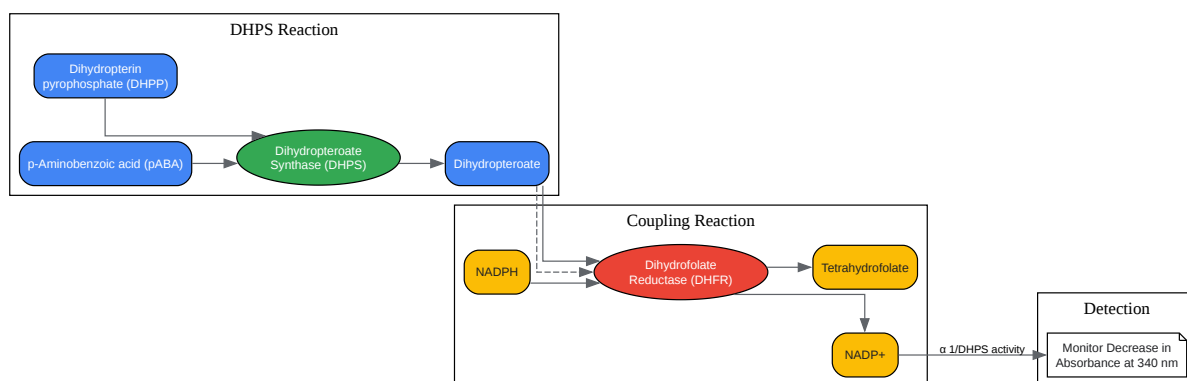 DHPS Reaction
Dihydropterin
pyrophosphate (DHPP)
p-Aminobenzoic acid (pABA)
Dihydropteroate
Synthase (DHPS)
Dihydropteroate
Coupling Reaction
NADPH
Dihydrofolate
Reductase (DHFR)
Tetrahydrofolate
NADP+
α 1/DHPS activity
Detection
Monitor Decrease in
Absorbance at 340 nm